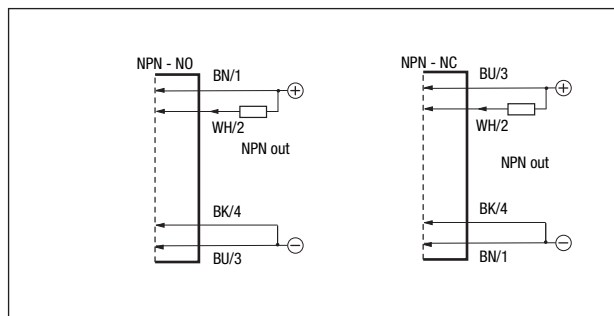 NPN - NO
BN/1
+
WH/2
NPN out
BK/4
−
BU/3
NPN - NC
BU/3
+
WH/2
NPN out
BK/4
−
BN/1